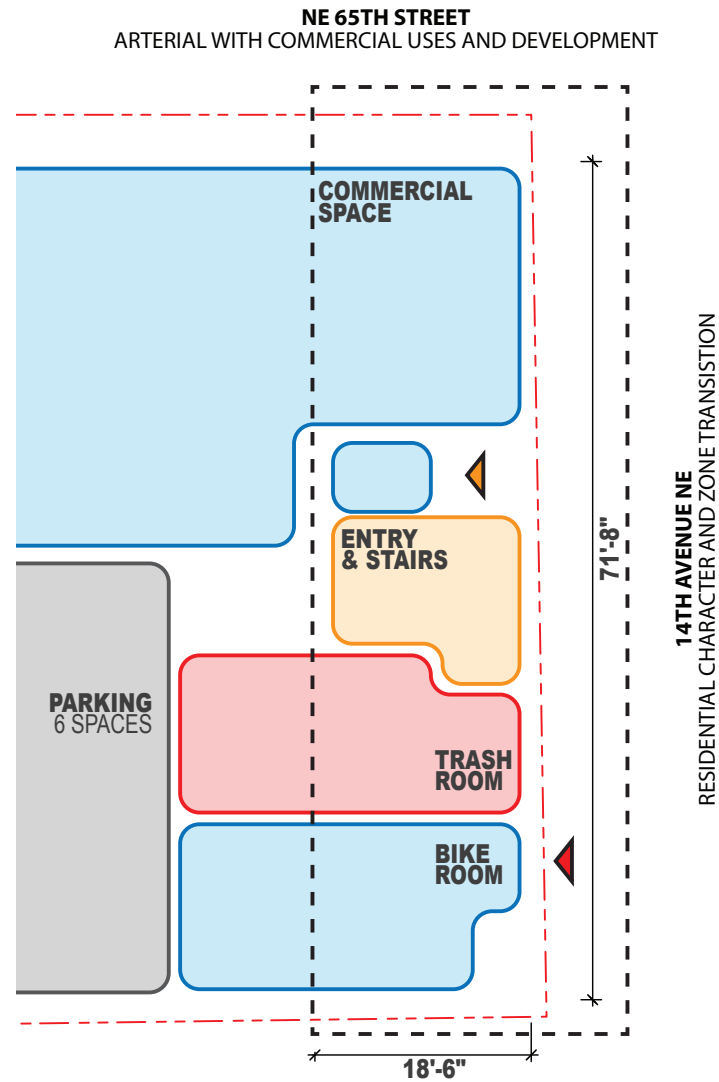 NE 65TH STREET
ARTERIAL WITH COMMERCIAL USES AND DEVELOPMENT
COMMERCIAL
SPACE
ENTRY
& STAIRS
71'-8"
14TH AVENUE NE
RESIDENTIAL CHARACTER AND ZONE TRANSISTION
PARKING
6 SPACES
TRASH
ROOM
BIKE
ROOM
18'-6"